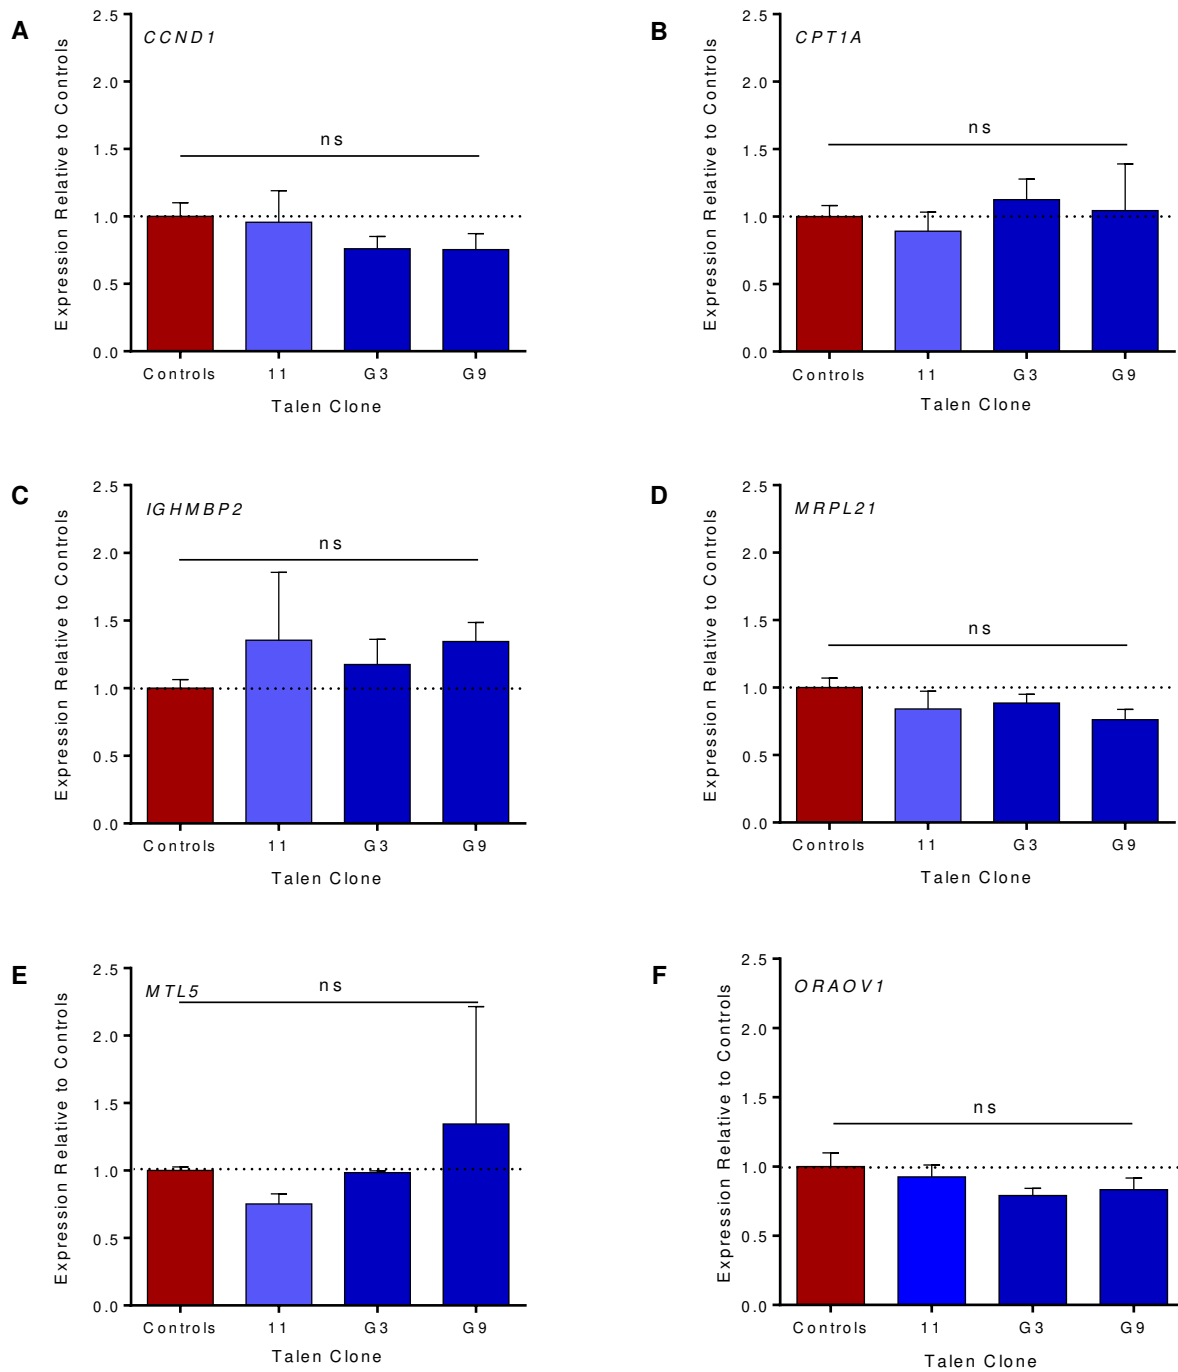 A
CCND1
Expression Relative to Controls
2.5
2.0
1.5
1.0
0.5
0.0
ns
Controls 11 G3 G9
Talen Clone
B
CPT1A
Expression Relative to Controls
2.5
2.0
1.5
1.0
0.5
0.0
ns
Controls 11 G3 G9
Talen Clone
C
IGHMBP2
Expression Relative to Controls
2.5
2.0
1.5
1.0
0.5
0.0
ns
Controls 11 G3 G9
Talen Clone
D
MRPL21
Expression Relative to Controls
2.5
2.0
1.5
1.0
0.5
0.0
ns
Controls 11 G3 G9
Talen Clone
E
MTL5
Expression Relative to Controls
2.5
2.0
1.5
1.0
0.5
0.0
ns
Controls 11 G3 G9
Talen Clone
F
ORAOV1
Expression Relative to Controls
2.5
2.0
1.5
1.0
0.5
0.0
ns
Controls 11 G3 G9
Talen Clone